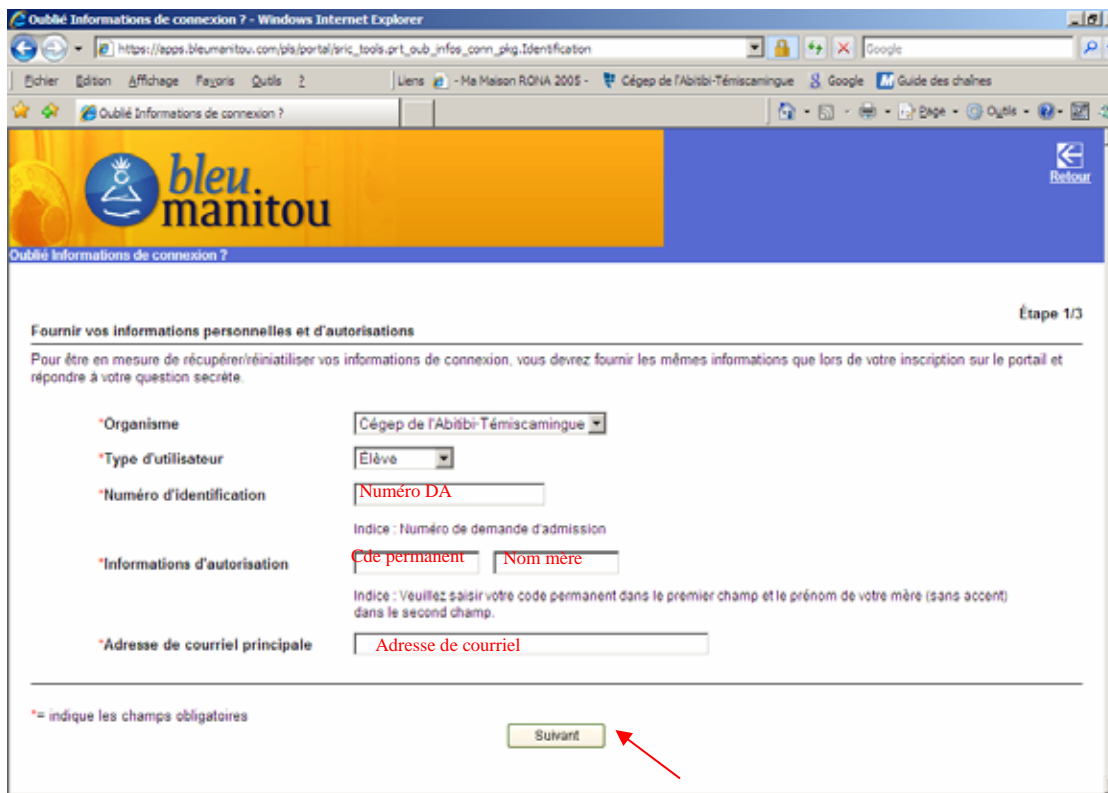 Oublié Informations de connexion ? - Windows Internet Explorer
https://apps.bleumanitou.com/pls/portal/sric_tools.prt_oub_infos_conn_pkg.Identification
Google
Fichier Edition Affichage Favoris Outils ?
Liens - Ma Maison RONA 2005 - Cégep de l'Abitibi-Témiscamingue Google Guide des chaînes
Oublié Informations de connexion ?
Page Outils
bleu.
manitou
Retour
Oublié Informations de connexion ?
Étape 1/3
Fournir vos informations personnelles et d'autorisations
Pour être en mesure de récupérer/réiniatiliser vos informations de connexion, vous devrez fournir les mêmes informations que lors de votre inscription sur le portail et
répondre à votre question secrète.
*Organisme Cégep de l'Abitibi-Témiscamingue
*Type d'utilisateur Élève
*Numéro d'identification Numéro DA
Indice : Numéro de demande d'admission
*Informations d'autorisation Cde permanent Nom mère
Indice : Veuillez saisir votre code permanent dans le premier champ et le prénom de votre mère (sans accent)
dans le second champ.
*Adresse de courriel principale Adresse de courriel
*= indique les champs obligatoires
Suivant